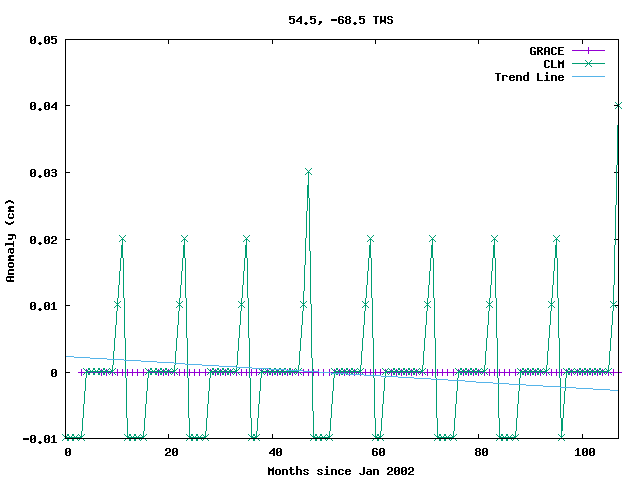 54.5, -68.5 TWS
GRACE
CLM
Trend Line
0.05
0.04
0.03
0.02
0.01
0
-0.01
Anomaly (cm)
0 20 40 60 80 100
Months since Jan 2002